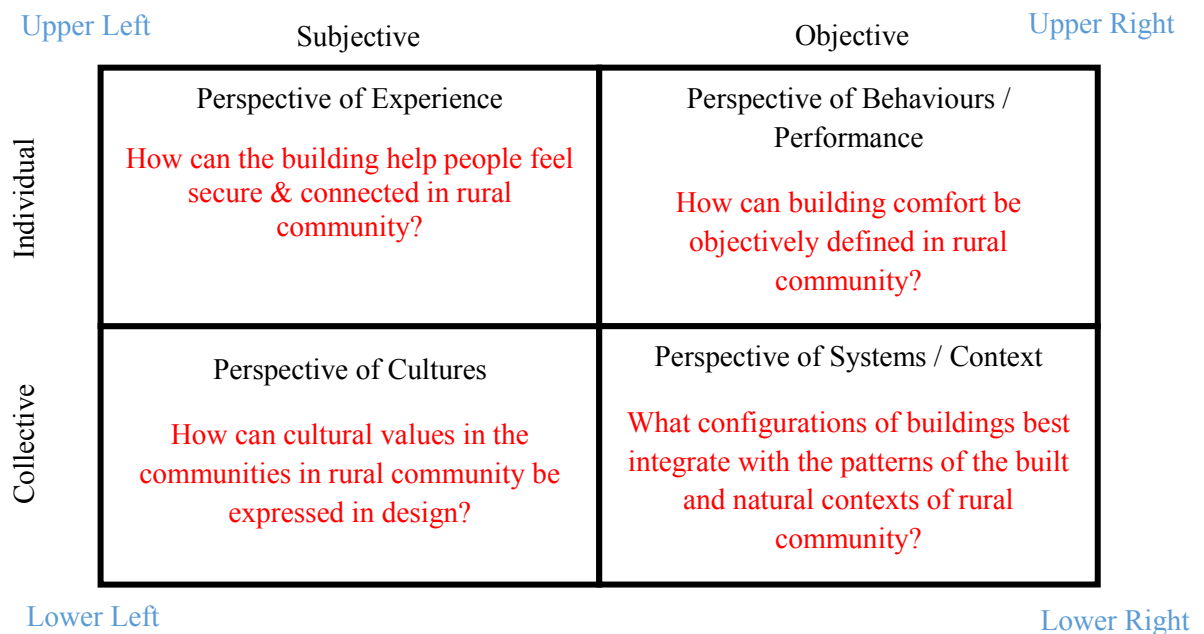 Upper Left
Subjective
Objective
Upper Right
Individual
Perspective of Experience
How can the building help people feel
secure & connected in rural
community?
Perspective of Behaviours /
Performance
How can building comfort be
objectively defined in rural
community?
Collective
Perspective of Cultures
How can cultural values in the
communities in rural community be
expressed in design?
Perspective of Systems / Context
What configurations of buildings best
integrate with the patterns of the built
and natural contexts of rural
community?
Lower Left
Lower Right